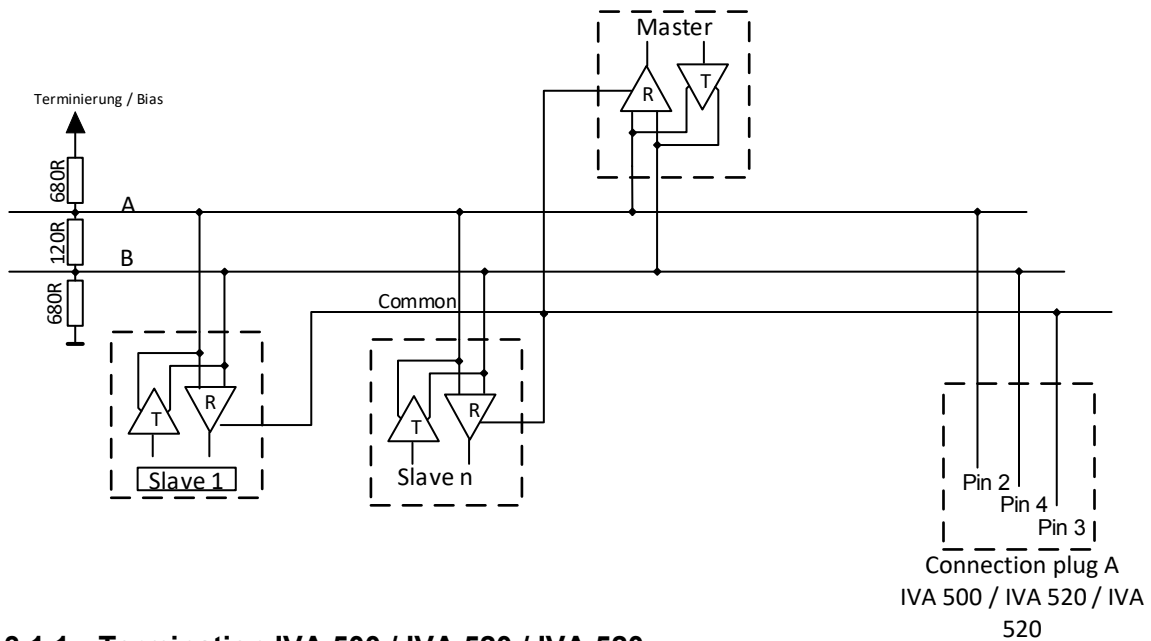 Master
T
R
Terminierung / Bias
680R
A
120R
B
680R
Common
T
R
Slave 1
T
R
Slave n
Pin 2
Pin 4
Pin 3
Connection plug A
IVA 500 / IVA 520 / IVA
520